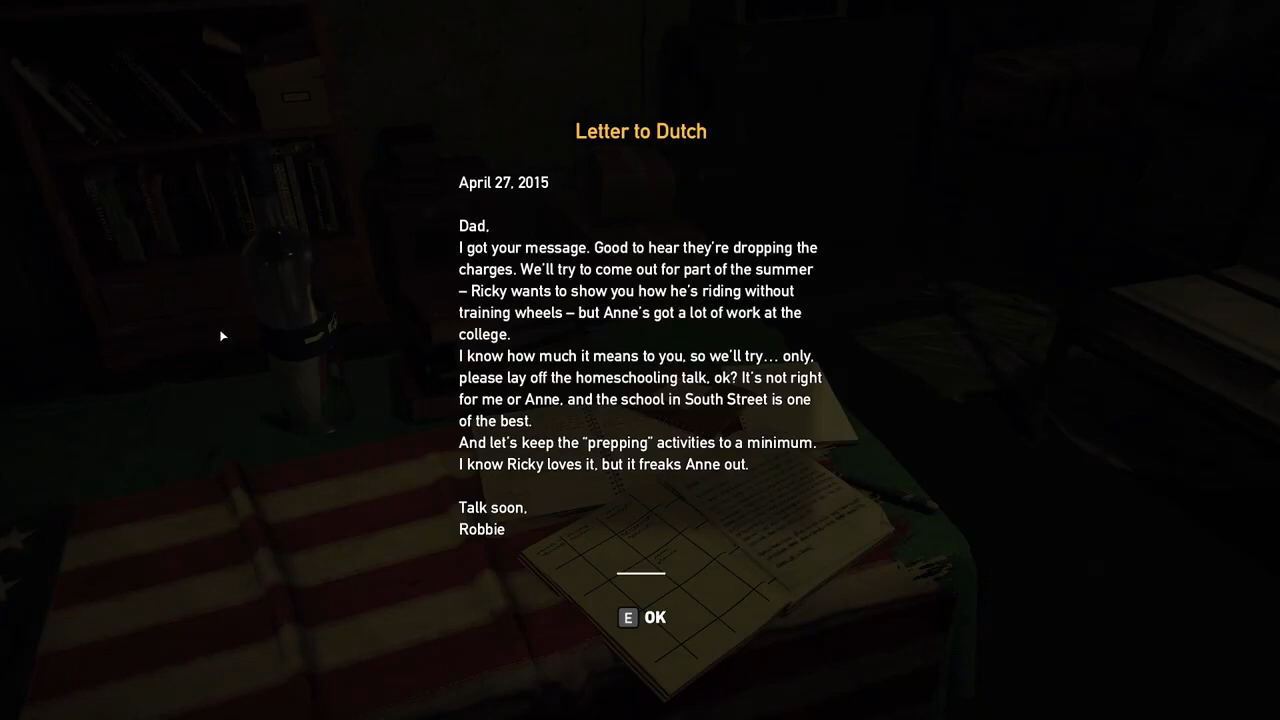 Letter to Dutch
April 27, 2015
Dad,
I got your message. Good to hear they're dropping the
charges. We'll try to come out for part of the summer
– Ricky wants to show you how he's riding without
training wheels – but Anne's got a lot of work at the
college.
I know how much it means to you, so we'll try... only,
please lay off the homeschooling talk, ok? It's not right
for me or Anne, and the school in South Street is one
of the best.
And let's keep the “prepping” activities to a minimum.
I know Ricky loves it, but it freaks Anne out.
Talk soon,
Robbie
E OK